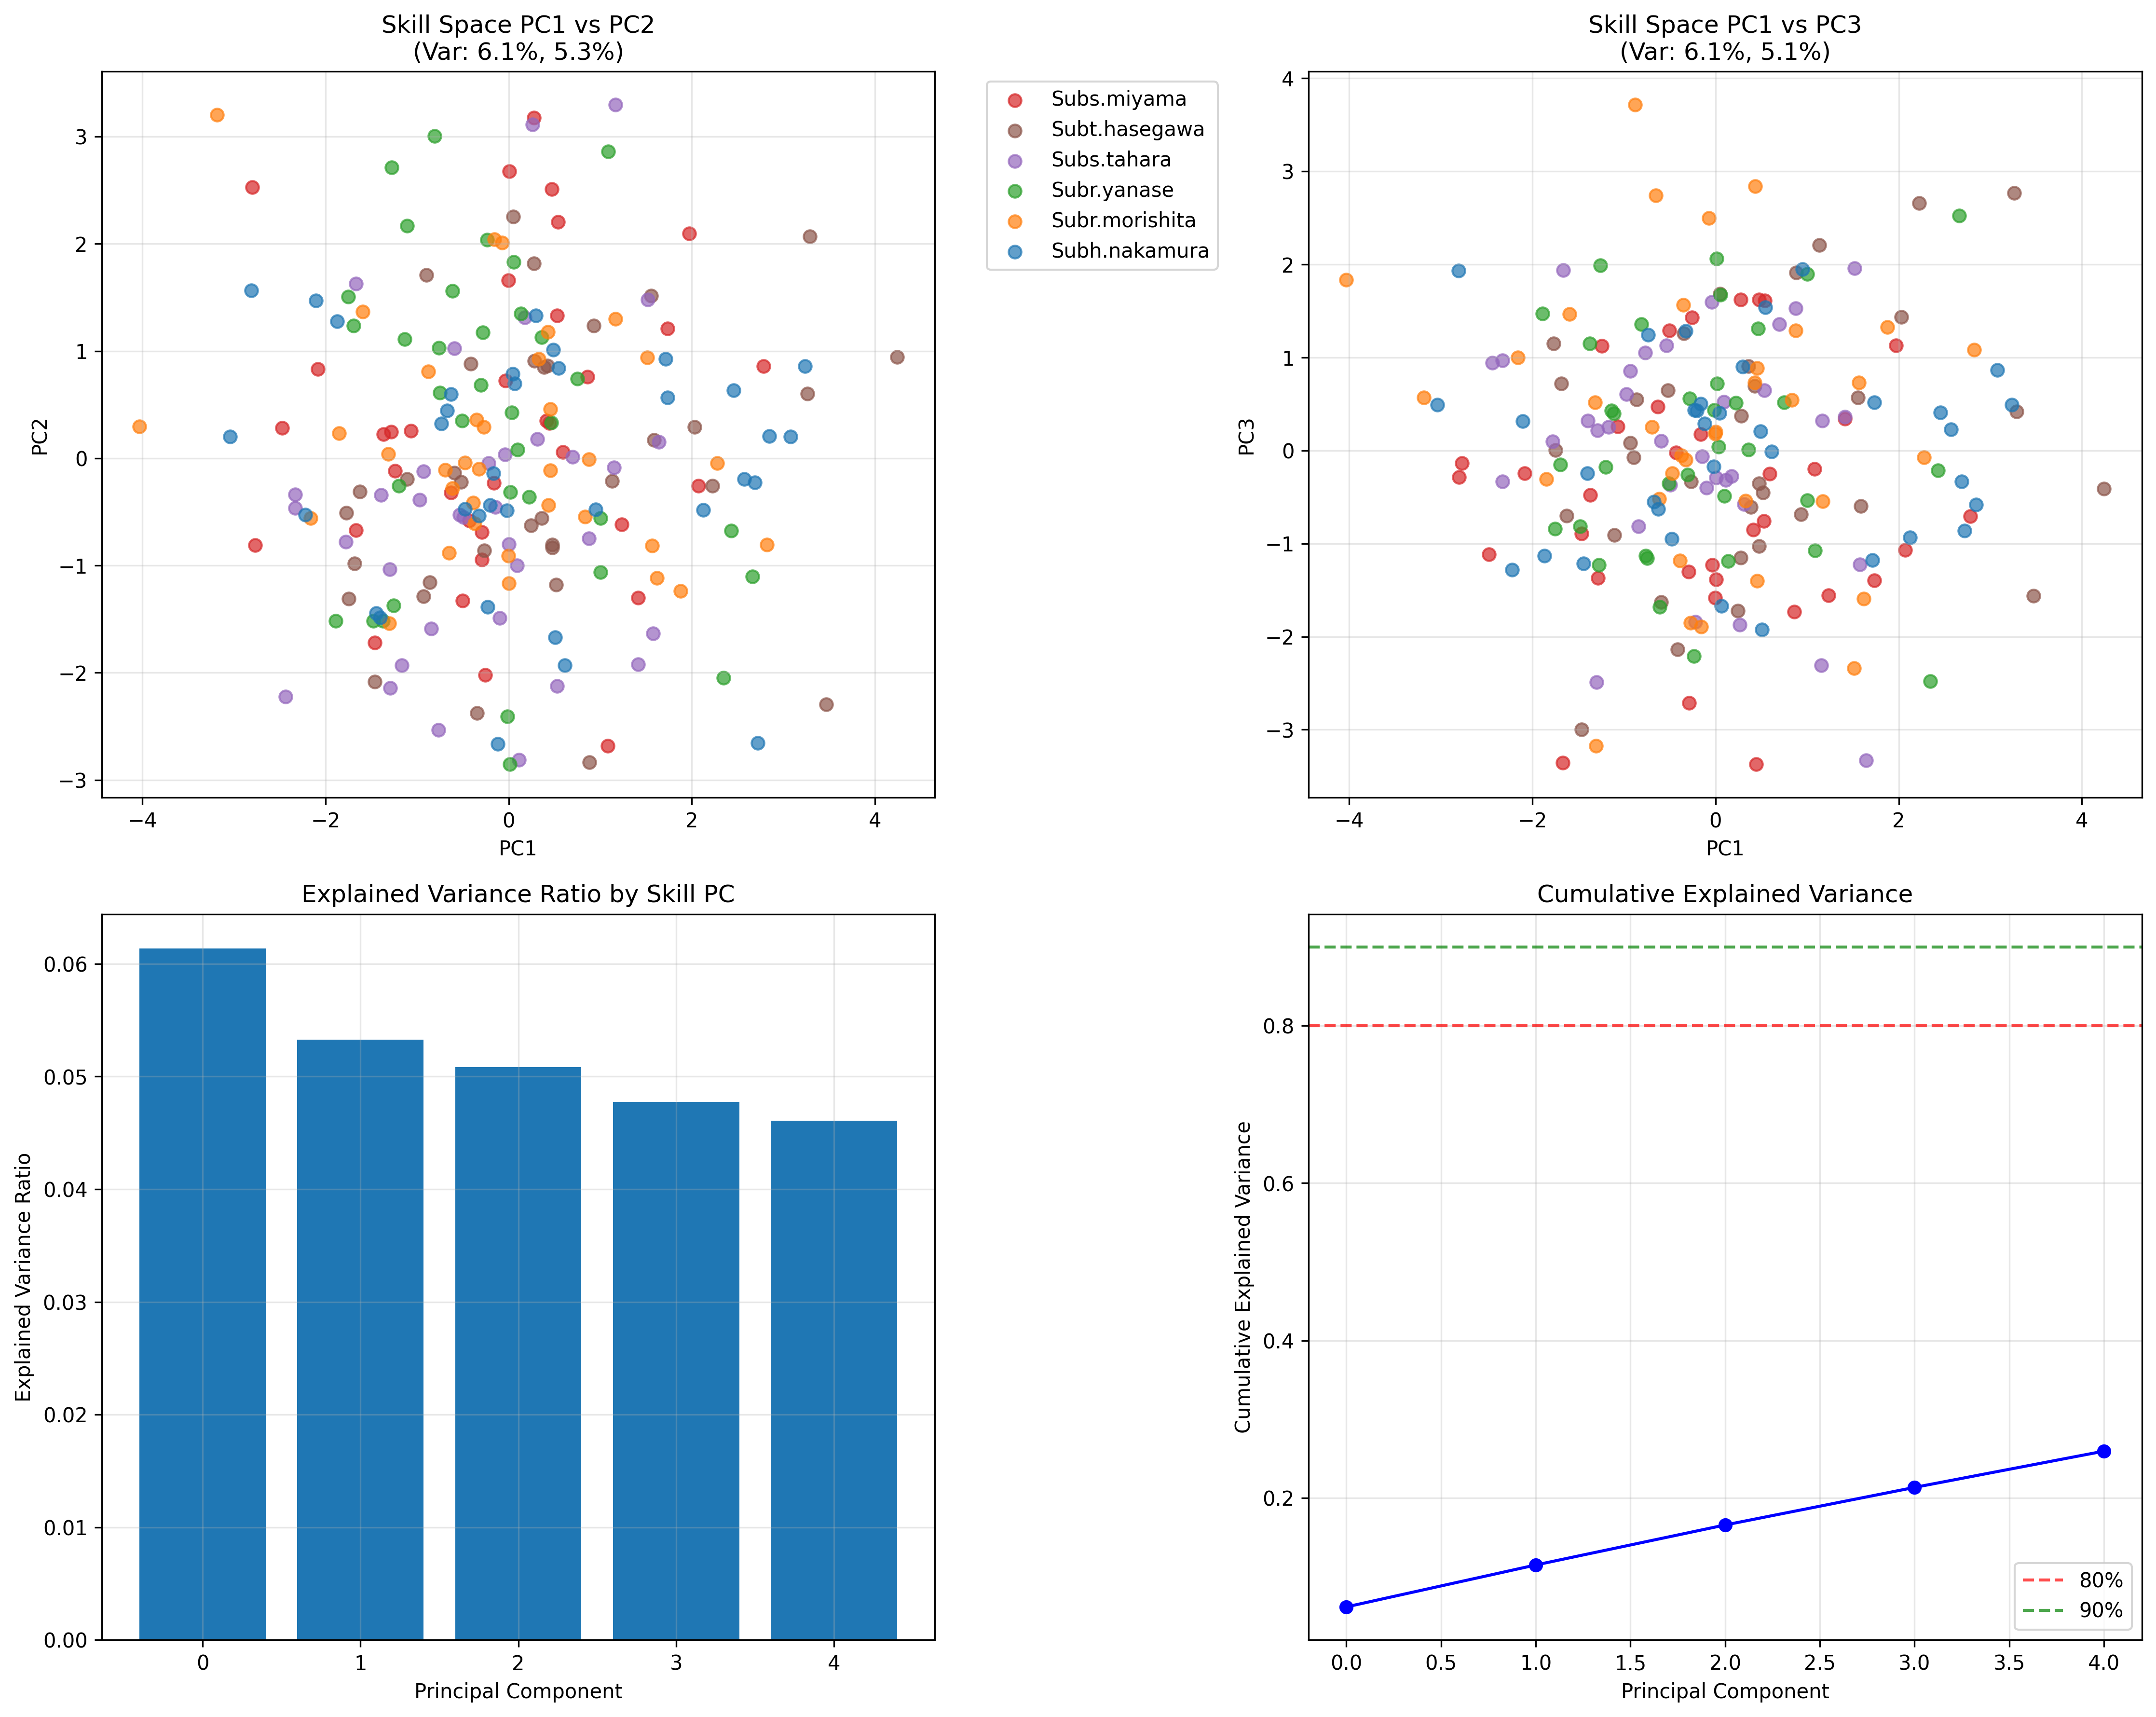 Skill Space PC1 vs PC2
(Var: 6.1%, 5.3%)
3
2
1
0
−1
−2
−3
PC2
−4
−2
0
2
4
PC1
Subs.miyama
Subt.hasegawa
Subs.tahara
Subr.yanase
Subr.morishita
Subh.nakamura
Skill Space PC1 vs PC3
(Var: 6.1%, 5.1%)
4
3
2
1
0
−1
−2
−3
PC3
−4
−2
0
2
4
PC1
Explained Variance Ratio by Skill PC
0.06
0.05
0.04
0.03
0.02
0.01
0.00
Explained Variance Ratio
0
1
2
3
4
Principal Component
Cumulative Explained Variance
0.8
0.6
0.4
0.2
Cumulative Explained Variance
80%
90%
0.0
0.5
1.0
1.5
2.0
2.5
3.0
3.5
4.0
Principal Component